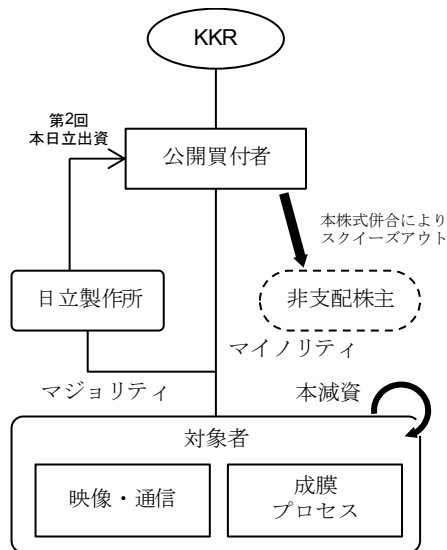 KKR
第2回
本日立出資
公開買付者
本株式併合により
スクイーズアウト
日立製作所
非支配株主
マイノリティ
マジョリティ
本減資
対象者
映像・通信
成膜
プロセス